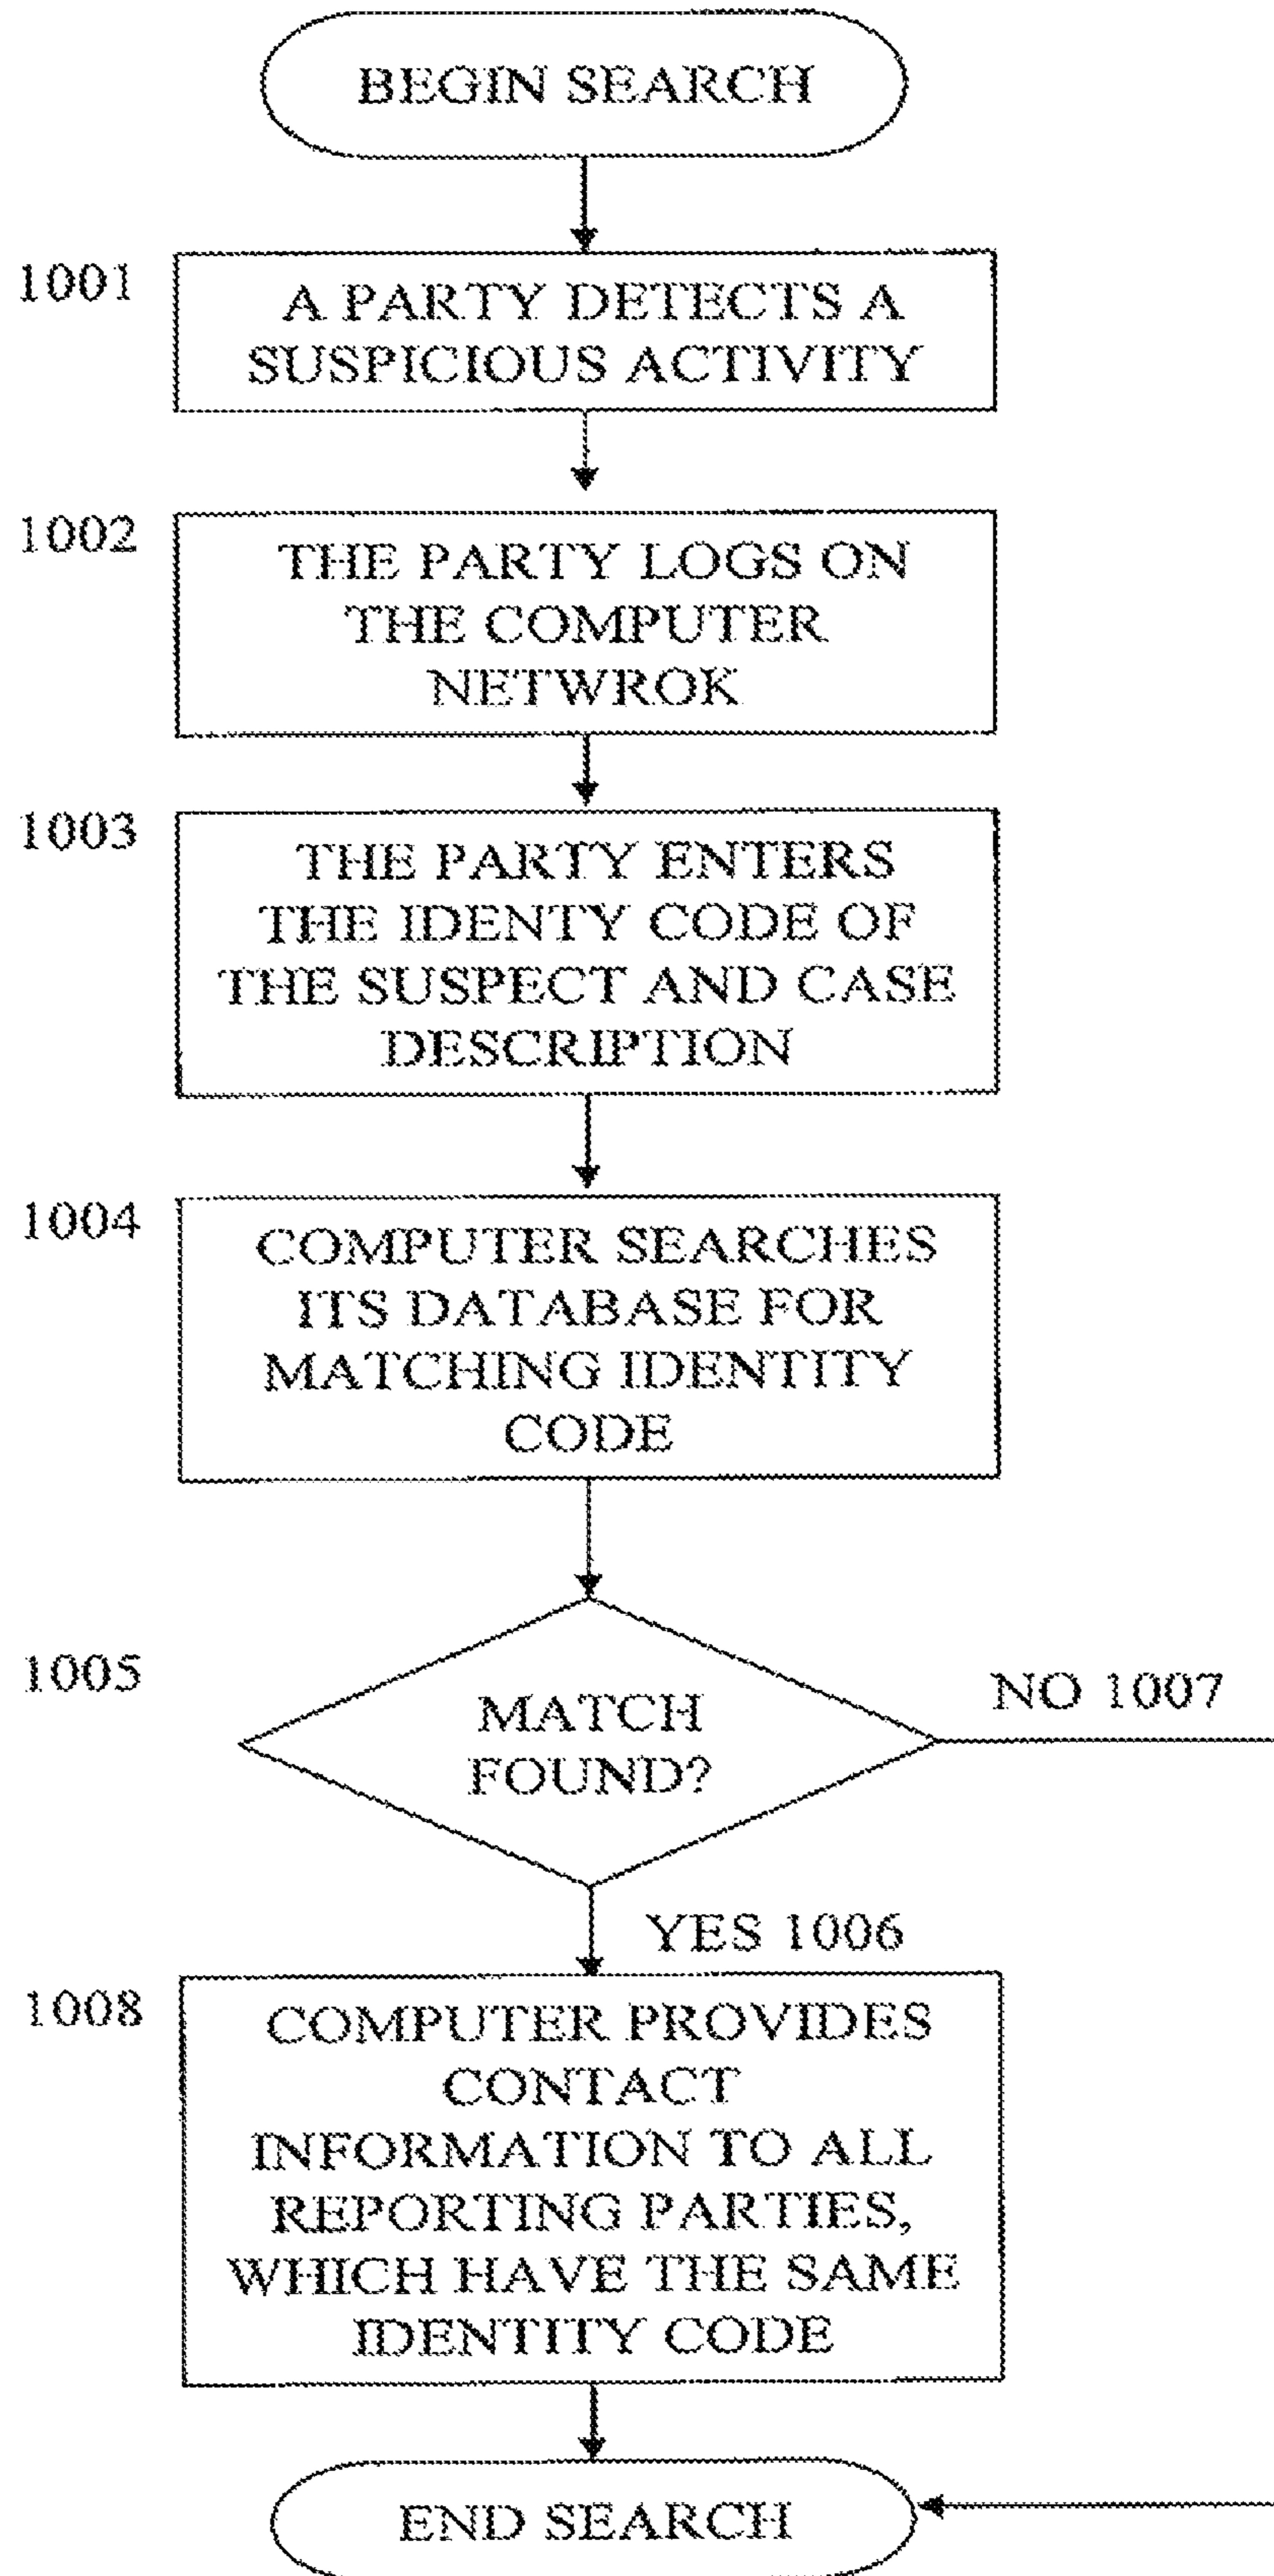 BEGIN SEARCH
1001
A PARTY DETECTS A
SUSPICIOUS ACTIVITY
1002
THE PARTY LOGS ON
THE COMPUTER
NETWROK
1003
THE PARTY ENTERS
THE IDENTY CODE OF
THE SUSPECT AND CASE
DESCRIPTION
1004
COMPUTER SEARCHES
ITS DATABASE FOR
MATCHING IDENTITY
CODE
1005
MATCH
FOUND?
NO 1007
YES 1006
1008
COMPUTER PROVIDES
CONTACT
INFORMATION TO ALL
REPORTING PARTIES,
WHICH HAVE THE SAME
IDENTITY CODE
END SEARCH